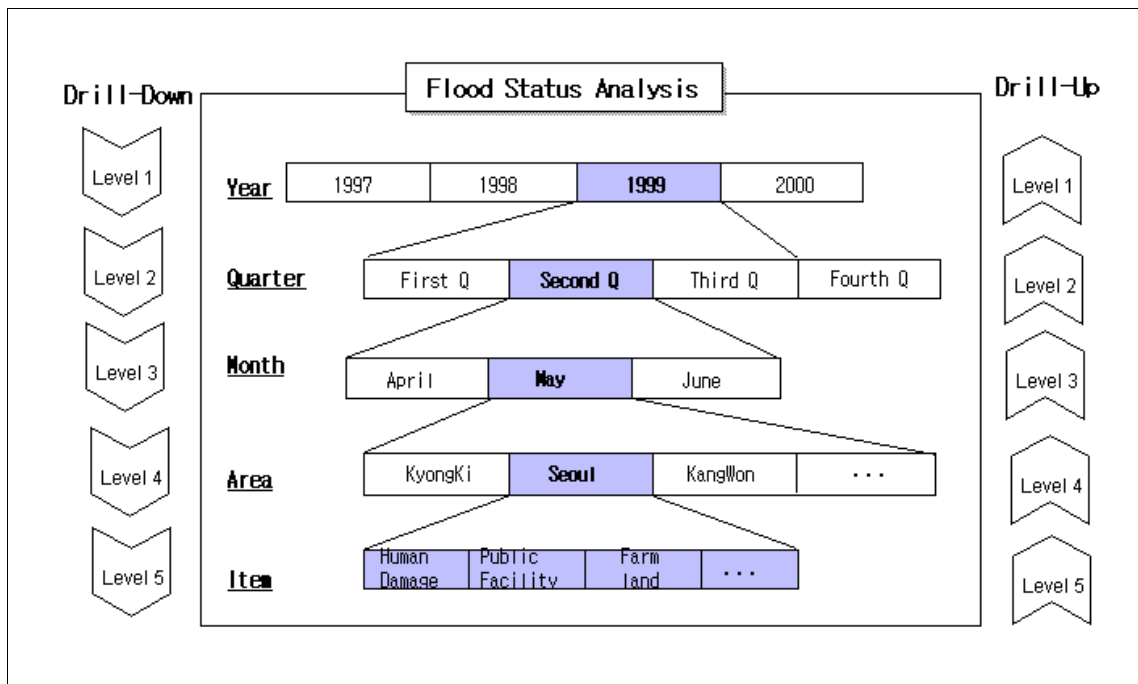 Flood Status Analysis
Drill-Down
Drill-Up
Level 1
Year
1997
1998
1999
2000
Level 1
Level 2
Quarter
First Q
Second Q
Third Q
Fourth Q
Level 2
Level 3
Month
April
May
June
Level 3
Level 4
Area
KyongKi
Seoul
KangWon
...
Level 4
Level 5
Item
Human
Damage
Public
Facility
Farm
land
...
Level 5